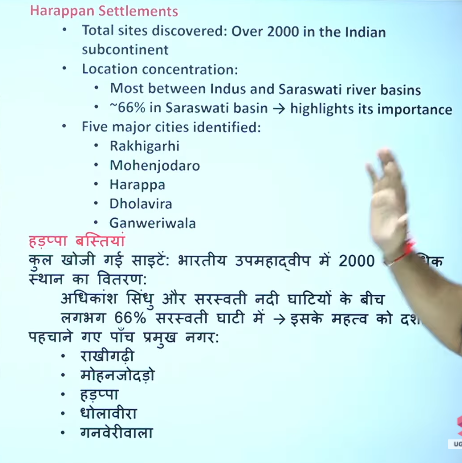 Harappan Settlements
• Total sites discovered: Over 2000 in the Indian
subcontinent
• Location concentration:
• Most between Indus and Saraswati river basins
• ~66% in Saraswati basin → highlights its importance
• Five major cities identified:
• Rakhigarhi
• Mohenjodaro
• Harappa
• Dholavira
• Ganweriwala
हड़प्पा बस्तियां
कुल खोजी गई साइटें: भारतीय उपमहाद्वीप में 2000
स्थान का वितरण:
अधिकांश सिंधु और सरस्वती नदी घाटियों के बीच
लगभग 66% सरस्वती घाटी में → इसके महत्व को
पहचाने गए पाँच प्रमुख नगर:
• राखीगढ़ी
• मोहनजोदड़ो
• हड़प्पा
• धोलावीरा
• गनवेरीवाला